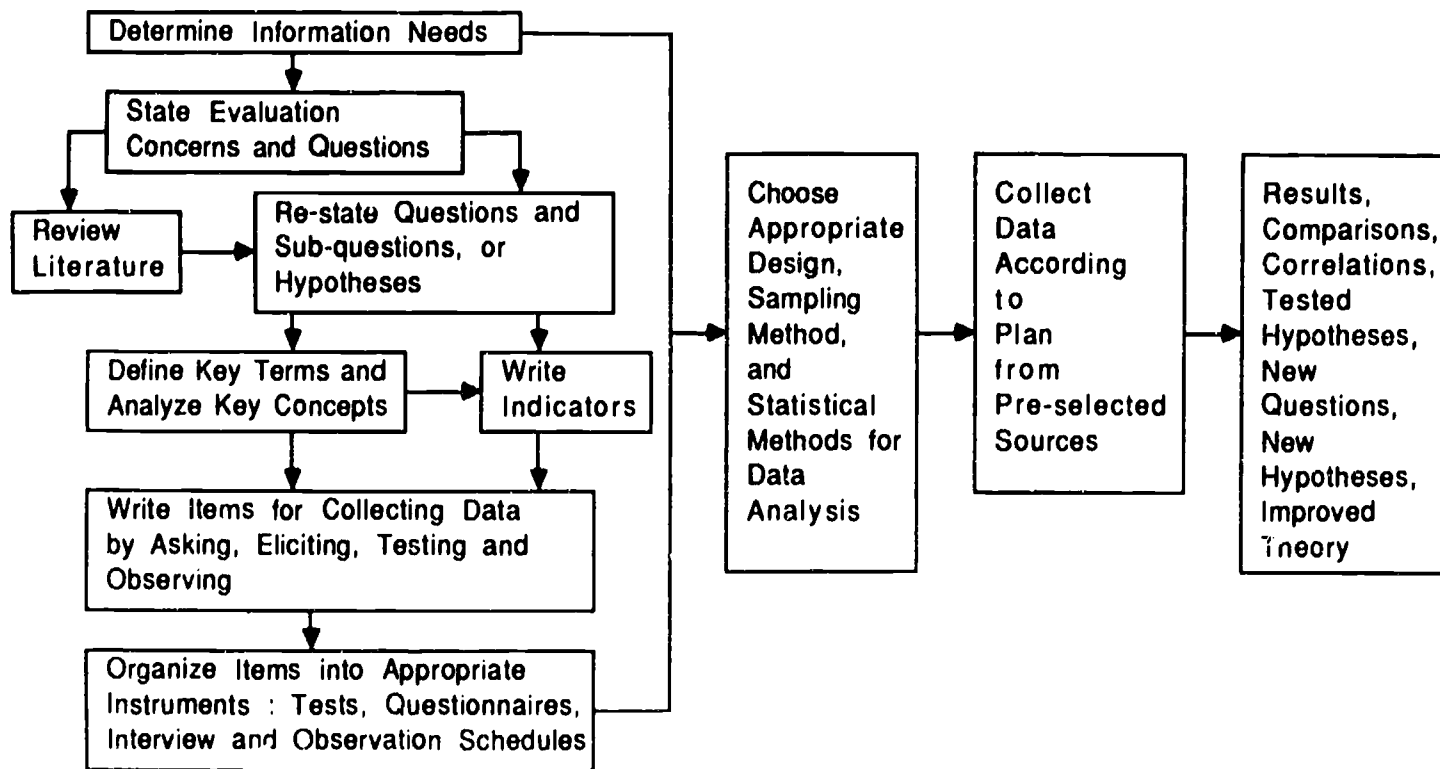 Determine Information Needs
State Evaluation
Concerns and Questions
Review
Literature
Re-state Questions and
Sub-questions, or
Hypotheses
Define Key Terms and
Analyze Key Concepts
Write
Indicators
Write Items for Collecting Data
by Asking, Eliciting, Testing and
Observing
Organize Items into Appropriate
Instruments : Tests, Questionnaires,
Interview and Observation Schedules
Choose
Appropriate
Design,
Sampling
Method,
and
Statistical
Methods for
Data
Analysis
Collect
Data
According
to
Plan
from
Pre-selected
Sources
Results,
Comparisons,
Correlations,
Tested
Hypotheses,
New
Questions,
New
Hypotheses,
Improved
Theory